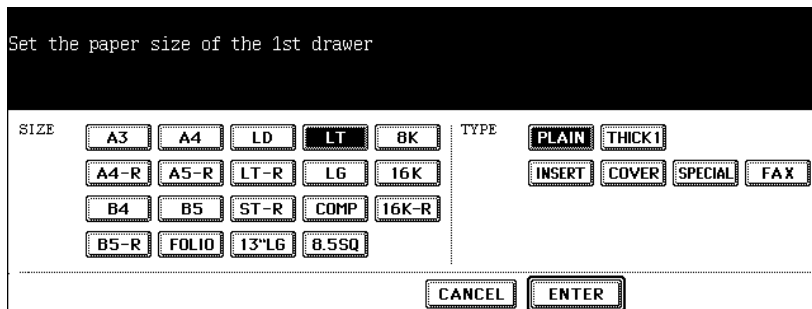 Set the paper size of the 1st drawer
SIZE A3 A4 LD LT 8K TYPE PLAIN THICK1
A4-R A5-R LT-R LG 16K INSERT COVER SPECIAL FAX
B4 B5 ST-R COMP 16K-R
B5-R FOLIO 13"LG 8.5SQ
CANCEL ENTER